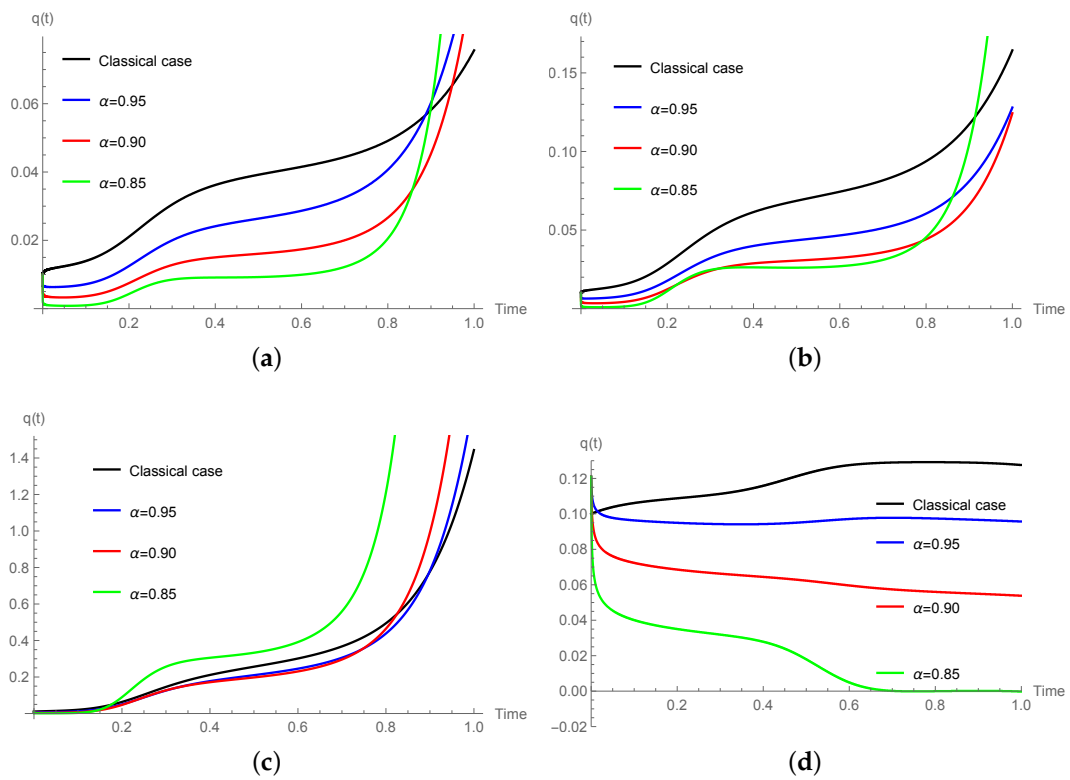 q(t)
Classical case
α=0.95
α=0.90
α=0.85
0.06
0.04
0.02
0.2 0.4 0.6 0.8 1.0 Time
(a)
q(t)
Classical case
α=0.95
α=0.90
α=0.85
0.15
0.10
0.05
0.2 0.4 0.6 0.8 1.0 Time
(b)
q(t)
Classical case
α=0.95
α=0.90
α=0.85
1.4
1.2
1.0
0.8
0.6
0.4
0.2
0.2 0.4 0.6 0.8 1.0 Time
(c)
q(t)
Classical case
α=0.95
α=0.90
α=0.85
0.12
0.10
0.08
0.06
0.04
0.02
0.00
-0.02
0.2 0.4 0.6 0.8 1.0 Time
(d)